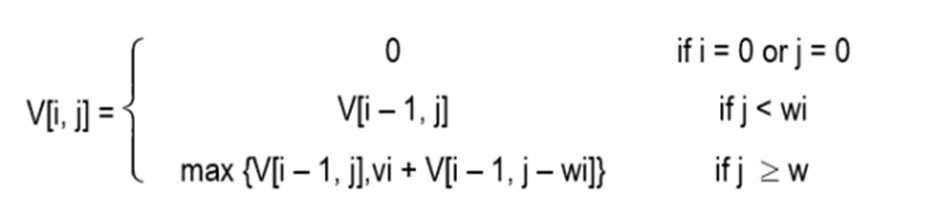 0 if i = 0 or j = 0
V[i, j] = V[i – 1, j] if j < wi
max {V[i – 1, j],vi + V[i – 1, j – wi]} if j ≥ w